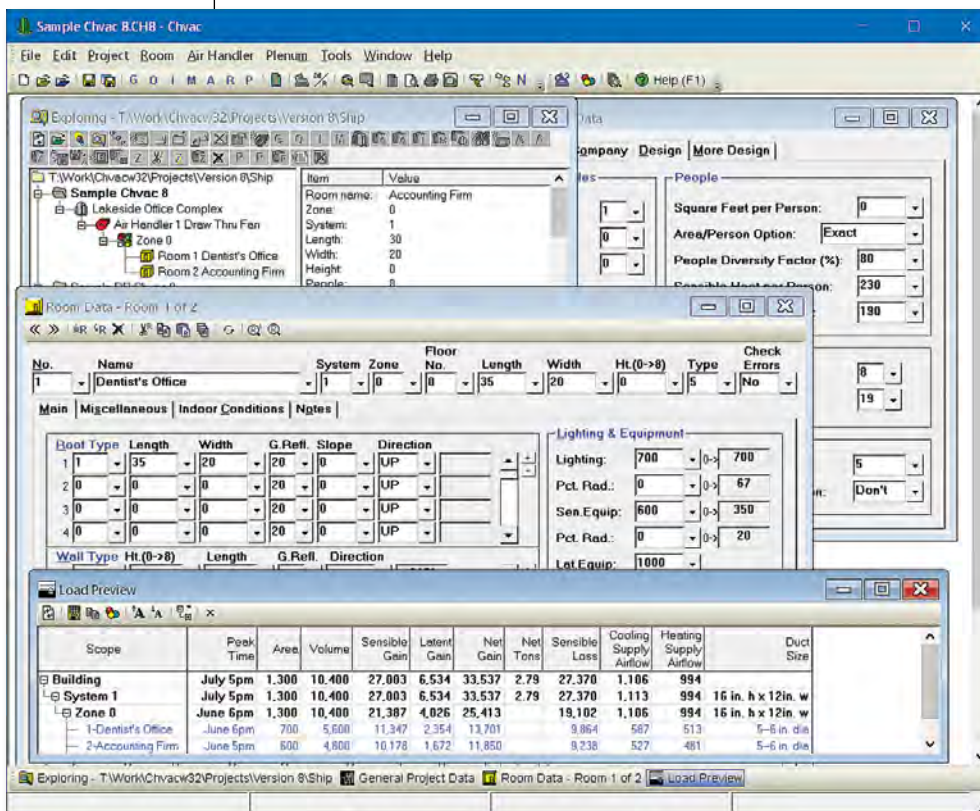 Sample Chvac 8.CH8 - Chvac
File Edit Project Room Air Handler Plenum Tools Window Help
G O I M A R P N Help (F1)
Exploring - T:\Work\Chvacw32\Projects\Version 8\Ship
T:\Work\Chvacw32\Projects\Version 8\Ship
Sample Chvac 8
Lakeside Office Complex
Air Handler 1 Draw Thru Fan
Zone 0
Room 1 Dentist's Office
Room 2 Accounting Firm
Item Value
Room name: Accounting Firm
Zone: 0
System: 1
Length: 30
Width: 20
Height: 0
People: 0
Data
Company Design More Design
People
1
0
0
Square Feet per Person: 0
Area/Person Option: Exact
People Diversity Factor (%): 80
Sensible Heat per Person: 230
190
8
19
5
Don't
Room Data - Room 1 of 2
No. Name System Zone Floor No. Length Width Ht.(0->8) Type Check Errors
1 Dentist's Office 1 0 0 35 20 0 5 No
Main Miscellaneous Indoor Conditions Notes
Roof Type Length Width G.Refl. Slope Direction
1 1 35 20 20 0 UP
2 0 0 0 20 0 UP
3 0 0 0 20 0 UP
4 0 0 0 20 0 UP
Wall Type Ht.(0->8) Length G.Refl. Direction
Lighting & Equipment
Lighting: 700 0-> 700
Pct. Rad.: 0 0-> 67
Sen.Equip: 600 0-> 350
Pct. Rad.: 0 0-> 20
Lat.Equip: 1000
Load Preview
Scope Peak Time Area Volume Sensible Gain Latent Gain Net Gain Net Tons Sensible Loss Cooling Supply Airflow Heating Supply Airflow Duct Size
Building July 5pm 1,300 10,400 27,003 6,534 33,537 2.79 27,370 1,106 994
System 1 July 5pm 1,300 10,400 27,003 6,534 33,537 2.79 27,370 1,113 994 16 in. h x 12in. w
Zone 0 June 6pm 1,300 10,400 21,387 4,026 25,413 19,102 1,106 994 16 in. h x 12in. w
1-Dentist's Office June 6pm 700 5,600 11,347 2,354 13,701 9,864 587 513 5~6 in. dia
2-Accounting Firm June 5pm 600 4,800 10,178 1,672 11,850 9,238 527 481 5~6 in. dia
Exploring - T:\Work\Chvacw32\Projects\Version 8\Ship General Project Data Room Data - Room 1 of 2 Load Preview